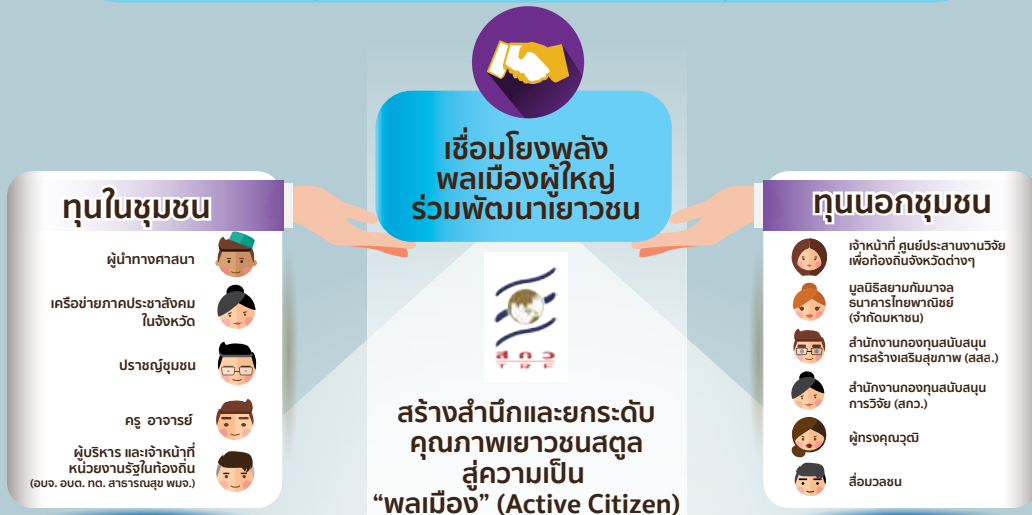 เชื่อมโยงพลัง
พลเมืองผู้ใหญ่
ร่วมพัฒนาเยาวชน
ทุนในชุมชน
ผู้นำทางศาสนา
เครือข่ายภาคประชาสังคม
ในจังหวัด
ปราชญ์ชุมชน
ครู อาจารย์
ผู้บริหาร และเจ้าหน้าที่
หน่วยงานรัฐในท้องถิ่น
(อบจ. อบต. ทต. สาธารณสุข พมจ.)
สกว
TRF
สร้างสำนึกและยกระดับ
คุณภาพเยาวชนสตูล
สู่ความเป็น
“พลเมือง” (Active Citizen)
ทุนนอกชุมชน
เจ้าหน้าที่ ศูนย์ประสานงานวิจัย
เพื่อท้องถิ่นจังหวัดต่างๆ
มูลนิธิสยามกัมมาจล
ธนาคารไทยพาณิชย์
(จำกัดมหาชน)
สำนักงานกองทุนสนับสนุน
การสร้างเสริมสุขภาพ (สสส.)
สำนักงานกองทุนสนับสนุน
การวิจัย (สกว.)
ผู้ทรงคุณวุฒิ
สื่อมวลชน